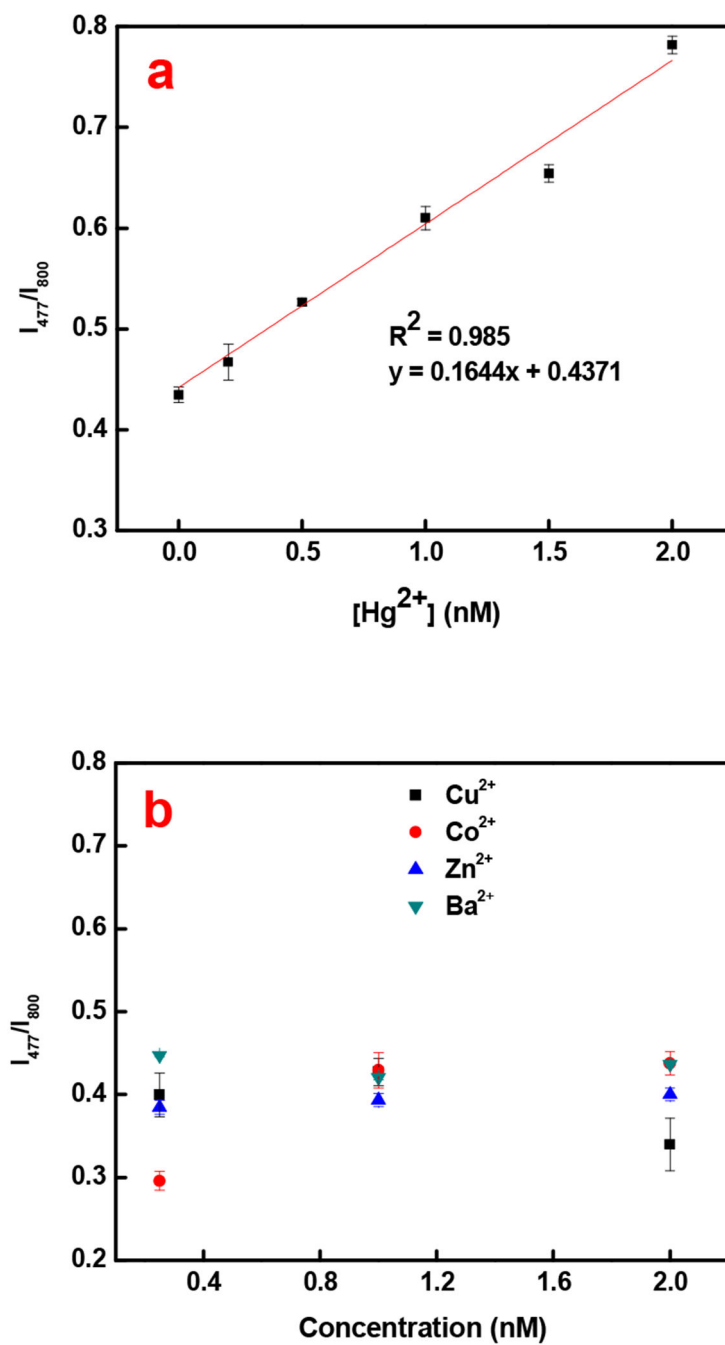 a
0.8
0.7
0.6
0.5
0.4
0.3
I477/I800
R2 = 0.985
y = 0.1644x + 0.4371
0.0 0.5 1.0 1.5 2.0
[Hg2+] (nM)
b
0.8
0.7
0.6
0.5
0.4
0.3
0.2
I477/I800
Cu2+
Co2+
Zn2+
Ba2+
0.4 0.8 1.2 1.6 2.0
Concentration (nM)